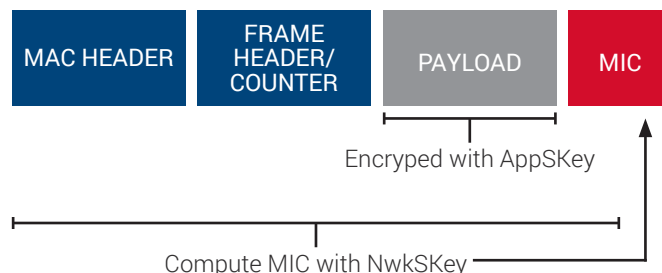 MAC HEADER
FRAME
HEADER/
COUNTER
PAYLOAD
MIC
Encryped with AppSKey
Compute MIC with NwkSKey